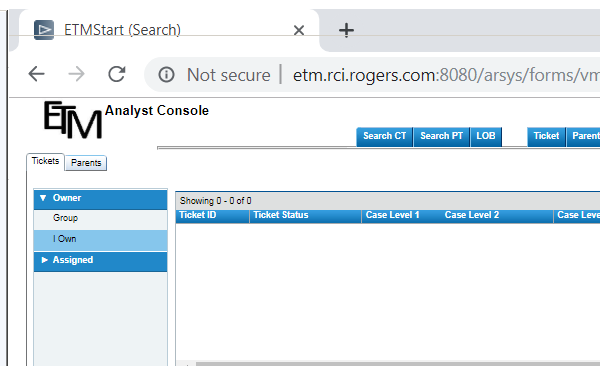 ETMStart (Search)
Not secure | etm.rci.rogers.com:8080/arsys/forms/vm
ETM Analyst Console
Search CT Search PT LOB Ticket Parent
Tickets Parents
Owner
Group
I Own
Assigned
Showing 0 - 0 of 0
Ticket ID Ticket Status Case Level 1 Case Level 2 Case Leve